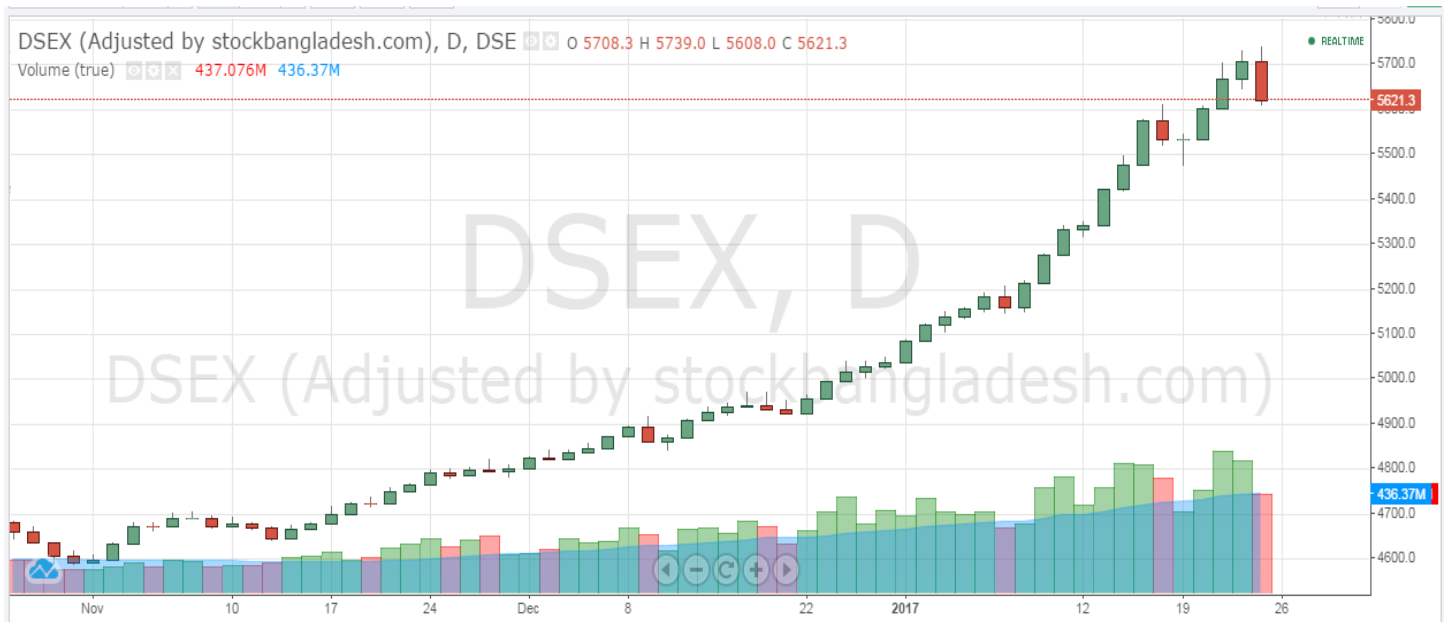 DSEX (Adjusted by stockbangladesh.com), D, DSE O 5708.3 H 5739.0 L 5608.0 C 5621.3
REALTIME
Volume (true) 437.076M 436.37M
5800.0
5700.0
5621.3
5600.0
5500.0
5400.0
5300.0
5200.0
5100.0
5000.0
4900.0
4800.0
436.37M
4700.0
4600.0
DSEX, D
DSEX (Adjusted by stockbangladesh.com)
Nov 10 17 24 Dec 8 22 2017 12 19 26